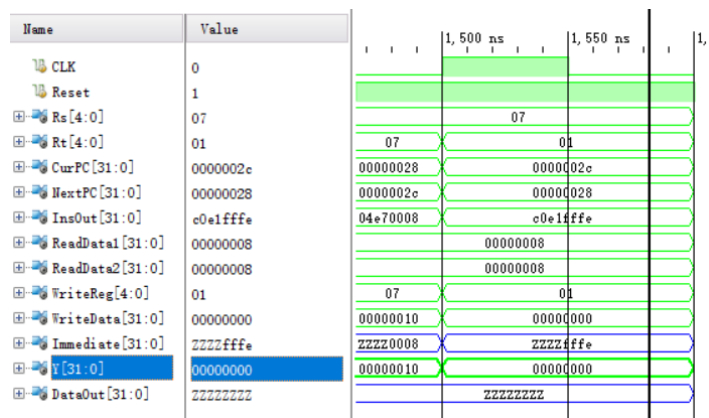 Name Value 1,500 ns 1,550 ns 1,
CLK 0
Reset 1
Rs[4:0] 07 07
Rt[4:0] 01 07 01
CurPC[31:0] 0000002c 00000028 0000002c
NextPC[31:0] 00000028 0000002c 00000028
InsOut[31:0] c0e1fffe 04e70008 c0e1fffe
ReadData1[31:0] 00000008 00000008
ReadData2[31:0] 00000008 00000008
WriteReg[4:0] 01 07 01
WriteData[31:0] 00000000 00000010 00000000
Immediate[31:0] ZZZZfffe ZZZZ0008 ZZZZfffe
Y[31:0] 00000000 00000010 00000000
DataOut[31:0] ZZZZZZZZ ZZZZZZZZ